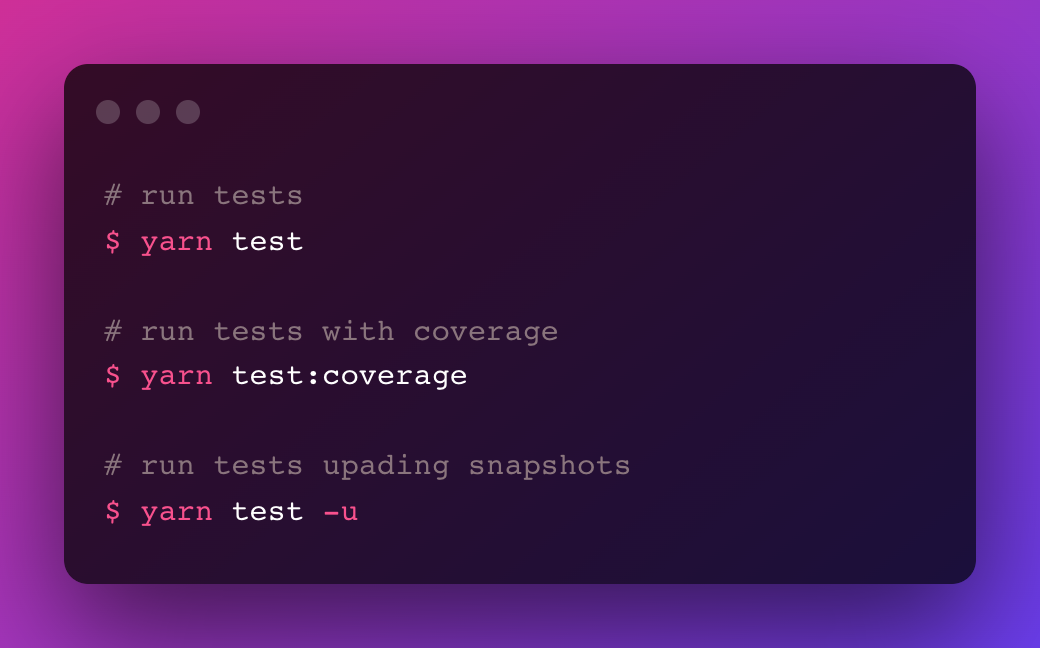 # run tests
$ yarn test
# run tests with coverage
$ yarn test:coverage
# run tests upading snapshots
$ yarn test -u